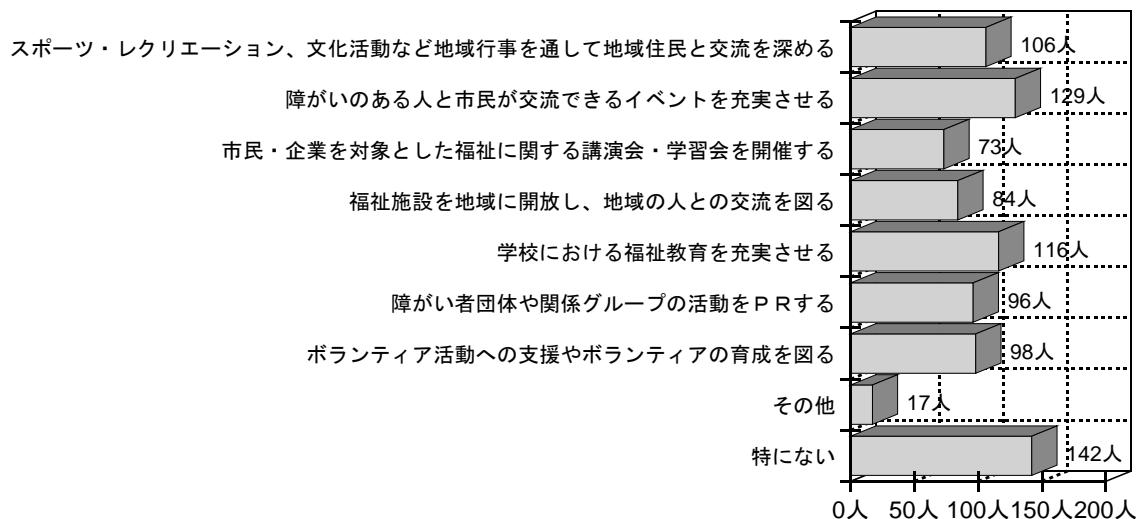 スポーツ・レクリエーション、文化活動など地域行事を通して地域住民と交流を深める 106人
障がいのある人と市民が交流できるイベントを充実させる 129人
市民・企業を対象とした福祉に関する講演会・学習会を開催する 73人
福祉施設を地域に開放し、地域の人との交流を図る 84人
学校における福祉教育を充実させる 116人
障がい者団体や関係グループの活動をＰＲする 96人
ボランティア活動への支援やボランティアの育成を図る 98人
その他 17人
特にない 142人
0人 50人 100人 150人 200人